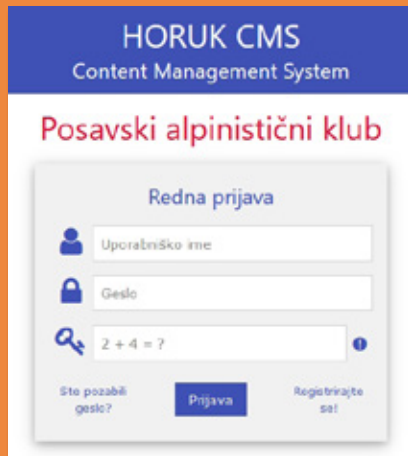 HORUK CMS
Content Management System
Posavski alpinistični klub
Redna prijava
Uporabniško ime
Geslo
2 + 4 = ?
Ste pozabili
geslo?
Prijava
Registrirajte
se!